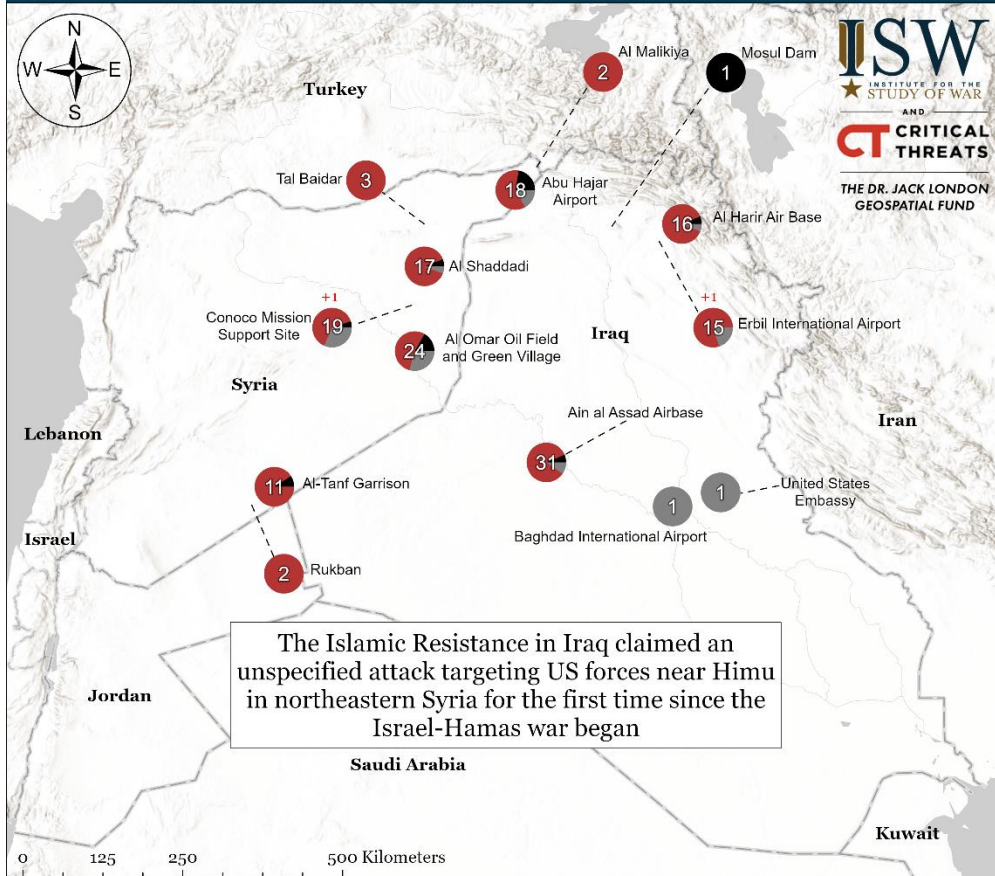 N
W
E
S
Turkey
2
Al Malikiya
1
Mosul Dam
ISW
INSTITUTE FOR THE
STUDY OF WAR
AND
CT CRITICAL
THREATS
THE DR. JACK LONDON
GEOSPATIAL FUND
Tal Baidar
3
18
Abu Hajar
Airport
16
Al Harir Air Base
17
Al Shaddadi
+1
Conoco Mission
Support Site
19
+1
15
Erbil International Airport
24
Al Omar Oil Field
and Green Village
Iraq
Syria
Iran
Lebanon
Ain al Assad Airbase
31
11
Al-Tanf Garrison
1
United States
Embassy
1
Baghdad International Airport
Israel
2
Rukban
The Islamic Resistance in Iraq claimed an
unspecified attack targeting US forces near Himu
in northeastern Syria for the first time since the
Israel-Hamas war began
Jordan
Saudi Arabia
Kuwait
0 125 250 500 Kilometers